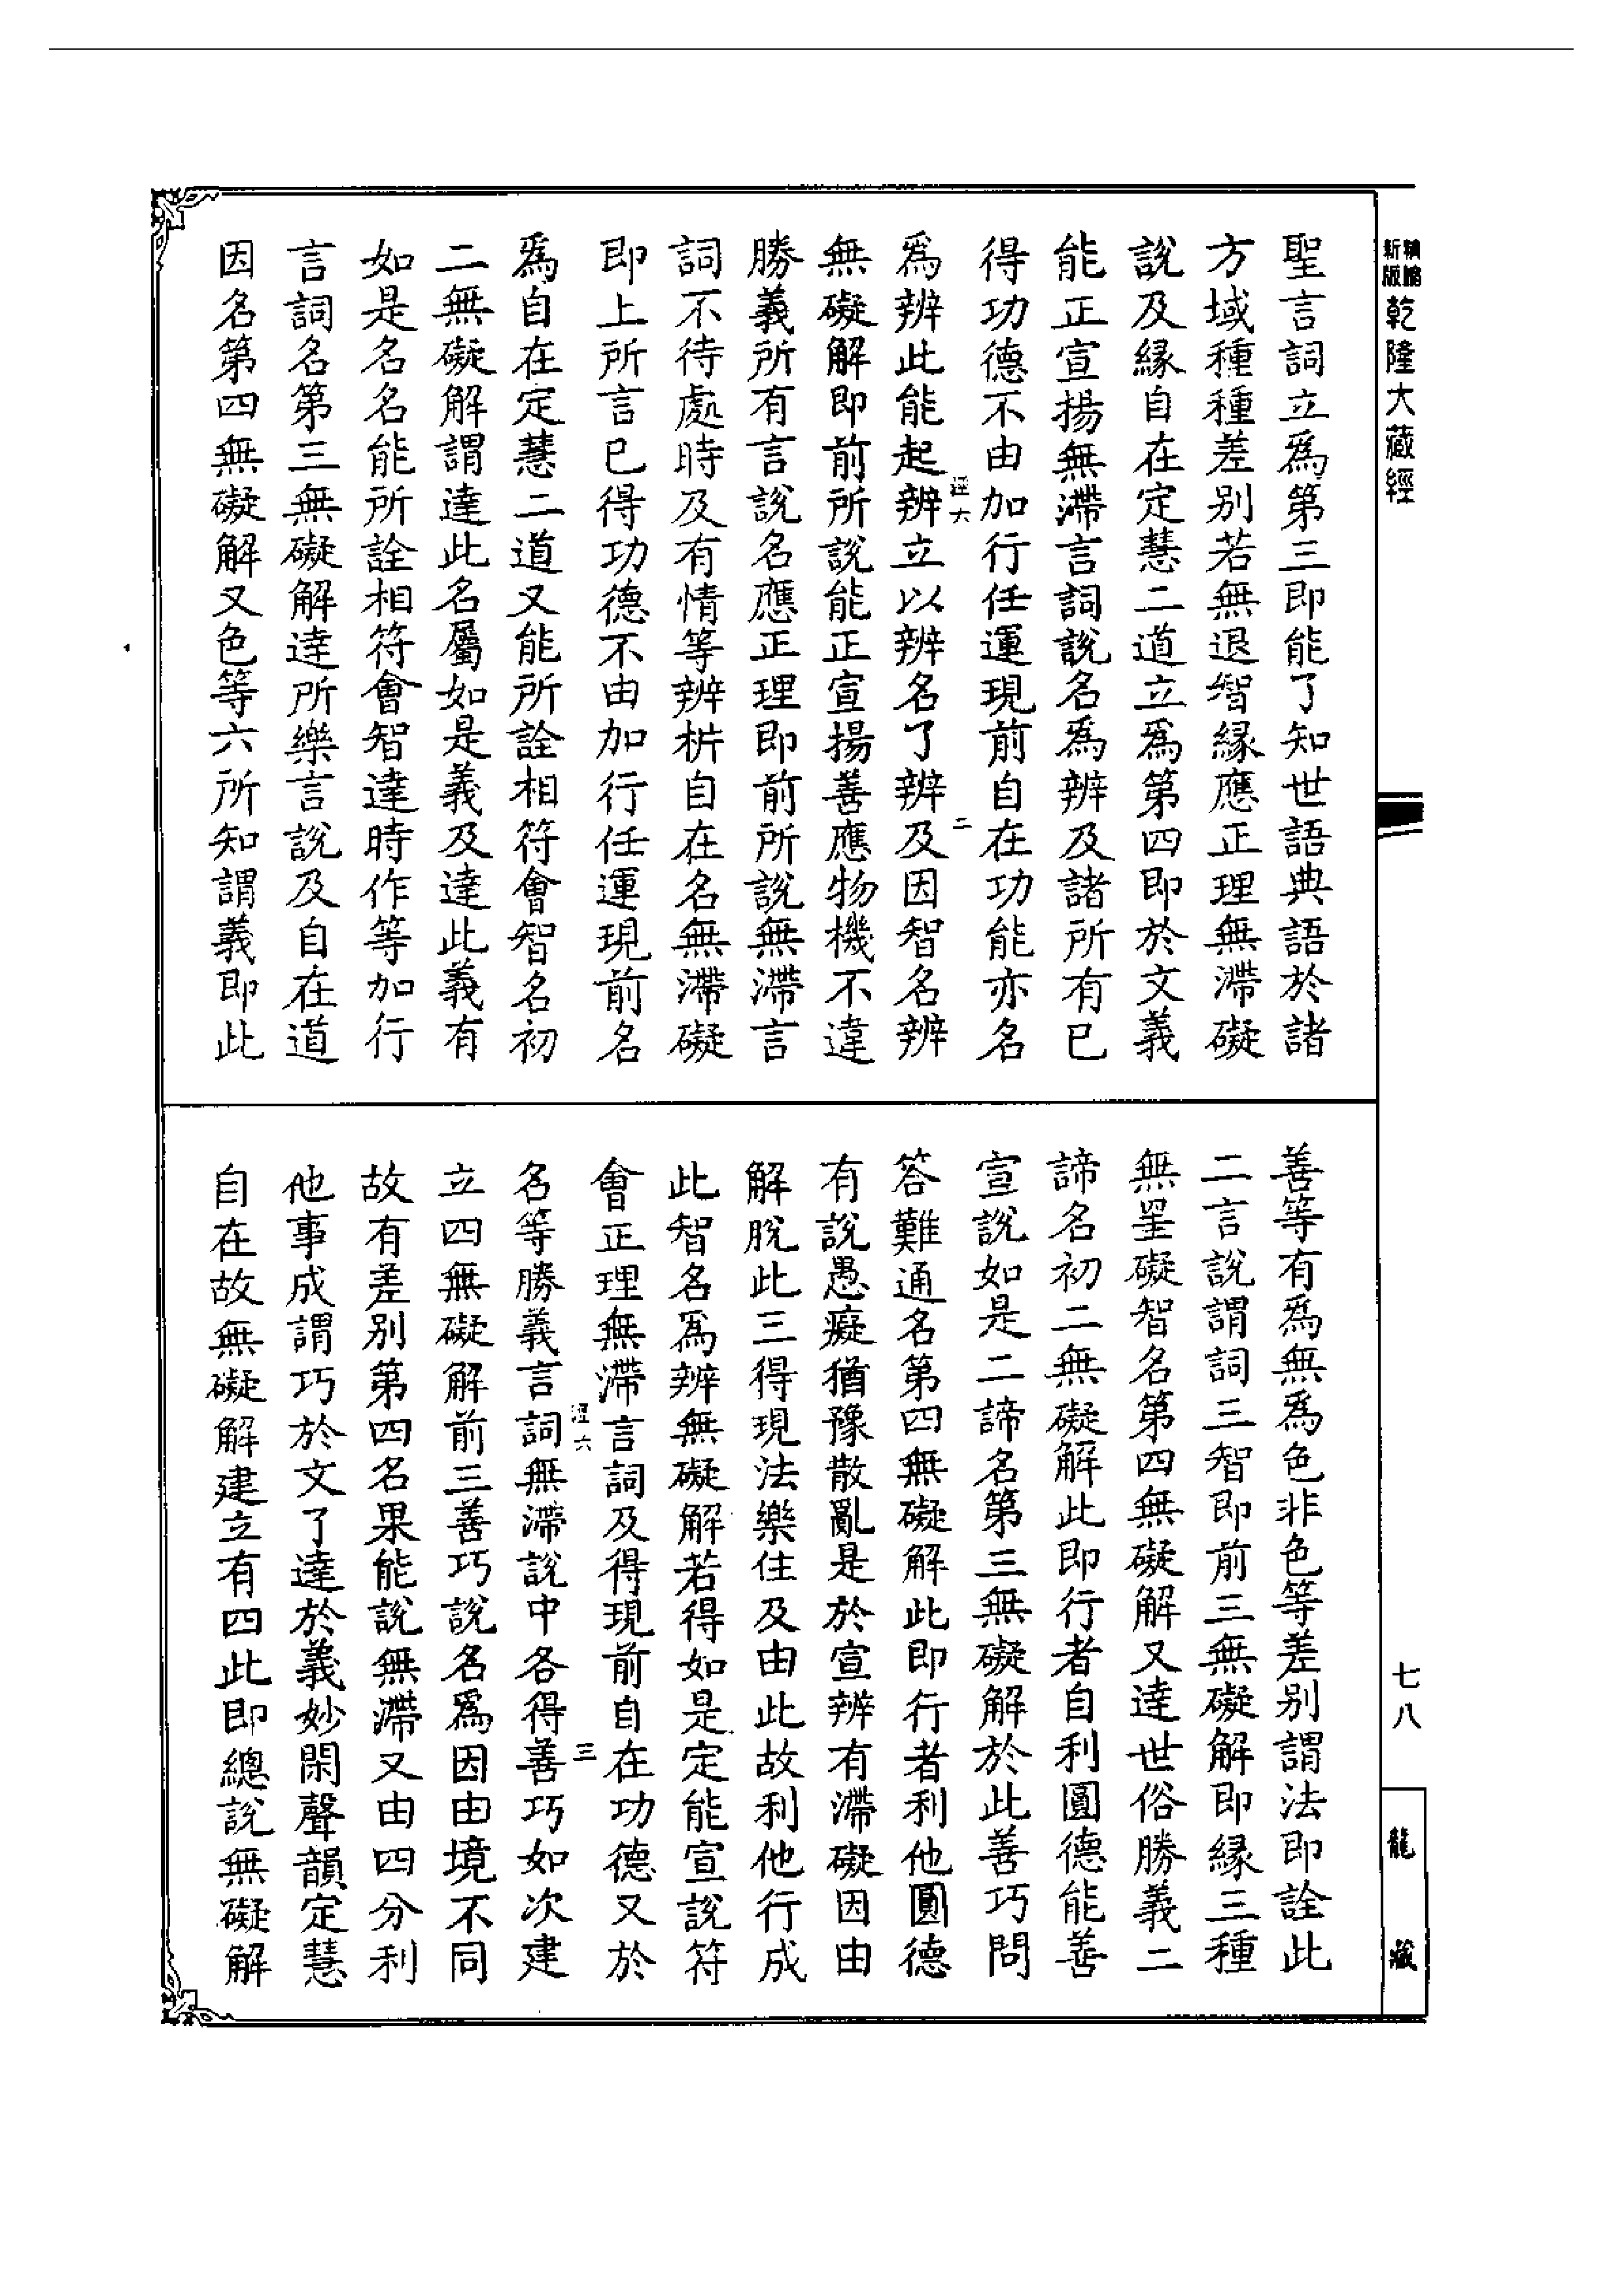 新版
精縮
乾隆大藏經
聖言詞立爲第三即能了知世語典語於諸
方域種種差別若無退智緣應正理無滯礙
說及緣自在定慧二道立爲第四即於文義
能正宣揚無滯言詞說名爲辨及諸所有已
得功德不由加行任運現前自在功能亦名
二
爲辨此能起辨立以辨名了辨及因智名辨
無礙解即前所說能正宣揚善應物機不違
勝義所有言說名應正理即前所說無滯言
詞不待處時及有情等辨析自在名無滯礙
即上所言已得功德不由加行任運現前名
爲自在定慧二道又能所詮相符會智名初
二無礙解謂達此名屬如是義及達此義有
如是名名能所詮相符會智達時作等加行
言詞名第三無礙解達所樂言說及自在道
因名第四無礙解又色等六所知謂義即此
善等有爲無爲色非色等差別謂法即詮此
二言說謂詞三智即前三無礙解即緣三種
無罣礙智名第四無礙解又達世俗勝義二
諦名初二無礙解此即行者自利圓德能善
宣說如是二諦名第三無礙解於此善巧問
答難通名第四無礙解此即行者利他圓德
有說愚癡猶豫散亂是於宣辨有滯礙因由
解脫此三得現法樂住及由此故利他行成
此智名爲辨無礙解若得如是定能宣說符
會正理無滯言詞及得現前自在功德又於
三
名等勝義言詞無滯說中各得善巧如次建
立四無礙解前三善巧說名爲因由境不同
故有差別第四名果能說無滯又由四分利
他事成謂巧於文了達於義妙閑聲韻定慧
自在故無礙解建立有四此即總說無礙解
七八
龍藏